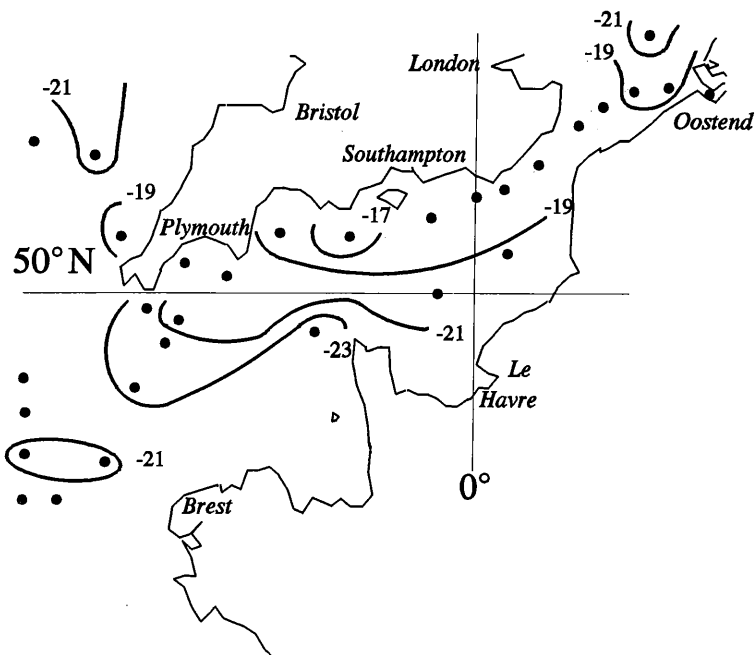 -21
-19
London
-21
Bristol
Oostend
Southampton
-19
-17
-19
Plymouth
50° N
-21
-23
Le
Havre
-21
0°
Brest